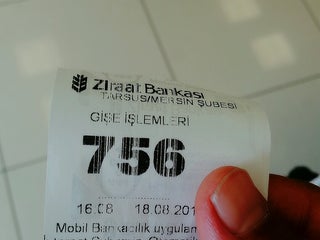 Ziraat Bankası
TARSUS/MERSİN ŞUBESİ
GİŞE İŞLEMLERİ
756
16:08 18.08.201
Mobil Bankacılık uygulam